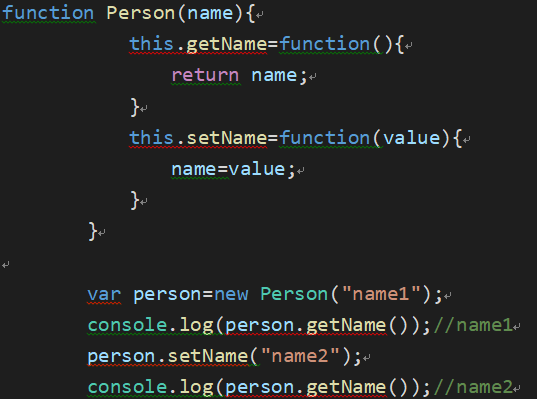 function Person(name){
this.getName=function(){
return name;
}
this.setName=function(value){
name=value;
}
}
var person=new Person("name1");
console.log(person.getName());//name1
person.setName("name2");
console.log(person.getName());//name2